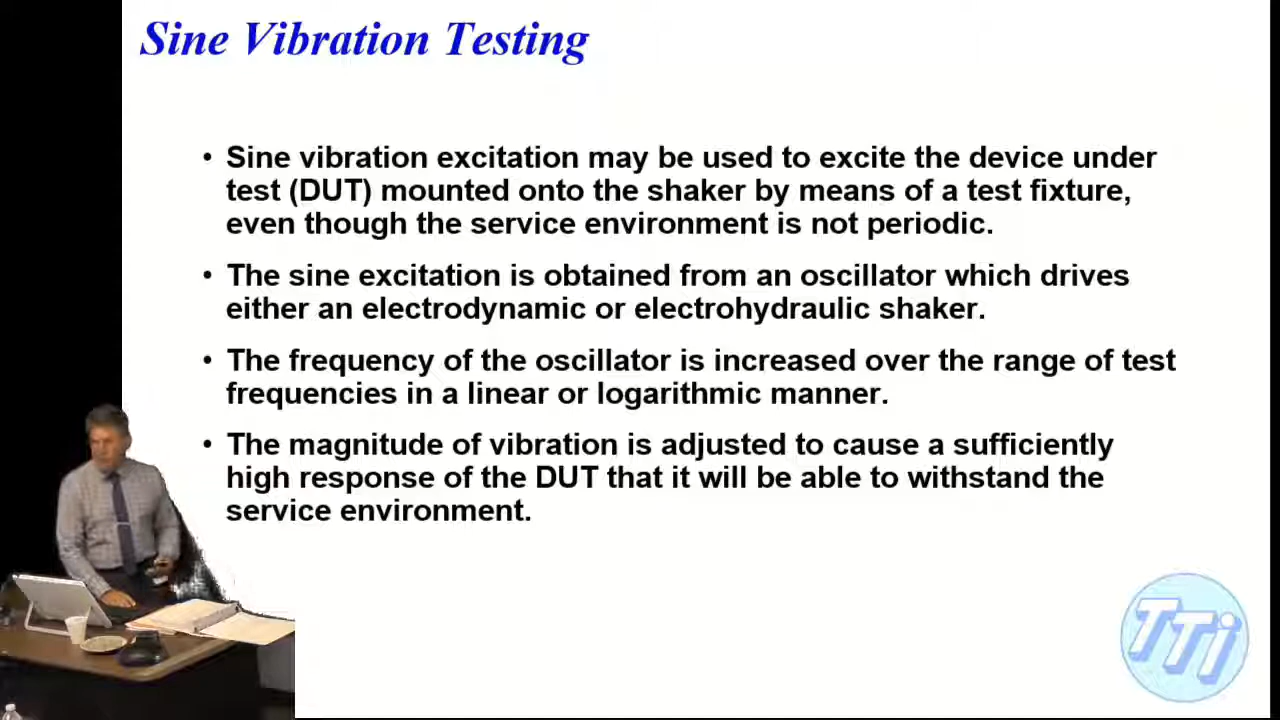 Sine Vibration Testing
• Sine vibration excitation may be used to excite the device under
test (DUT) mounted onto the shaker by means of a test fixture,
even though the service environment is not periodic.
• The sine excitation is obtained from an oscillator which drives
either an electrodynamic or electrohydraulic shaker.
• The frequency of the oscillator is increased over the range of test
frequencies in a linear or logarithmic manner.
• The magnitude of vibration is adjusted to cause a sufficiently
high response of the DUT that it will be able to withstand the
service environment.
TTi